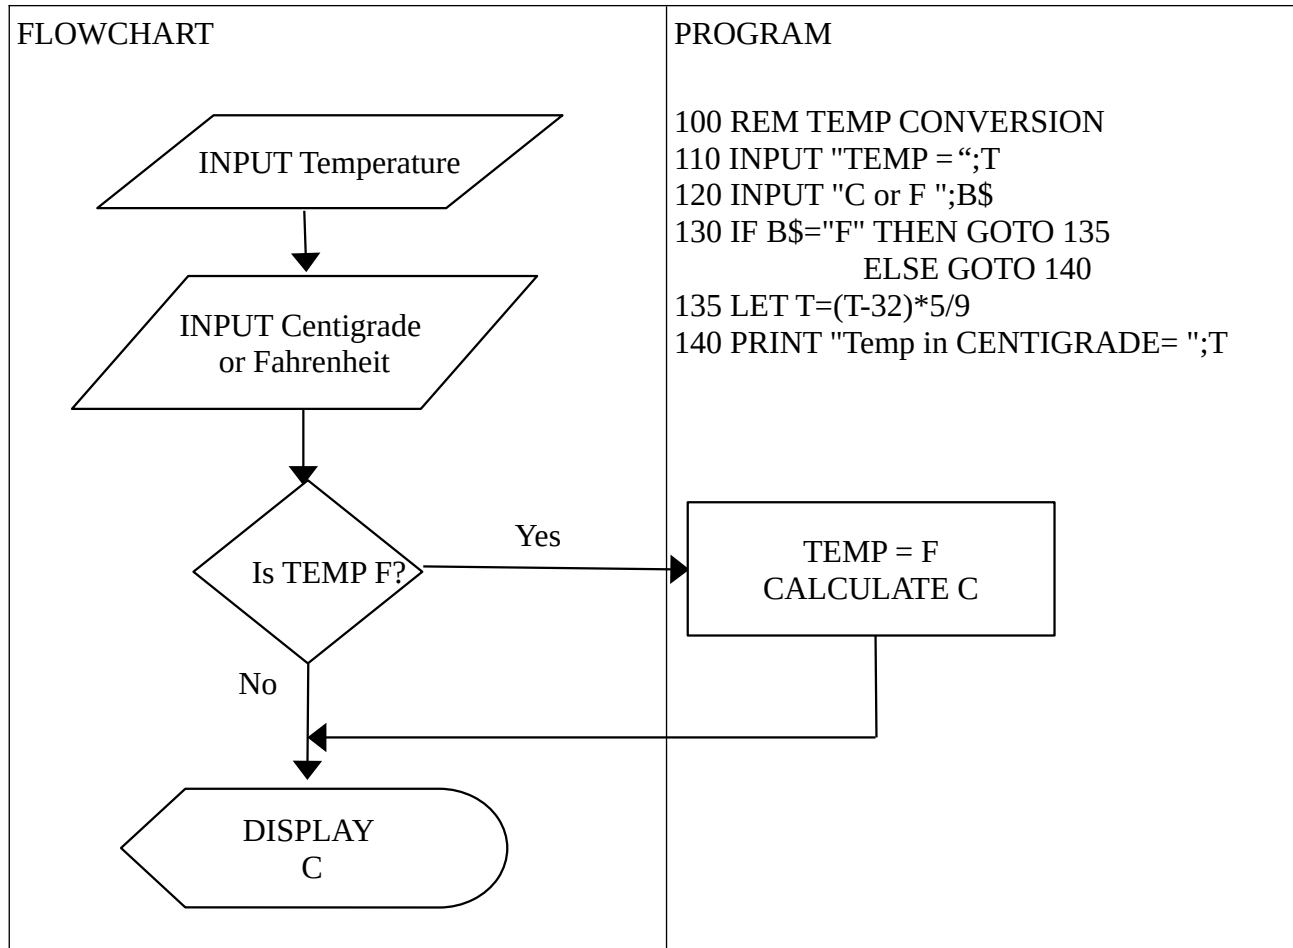 FLOWCHART
INPUT Temperature
INPUT Centigrade
or Fahrenheit
Is TEMP F?
Yes
No
DISPLAY
C
PROGRAM
100 REM TEMP CONVERSION
110 INPUT "TEMP = “;T
120 INPUT "C or F ";B$
130 IF B$="F" THEN GOTO 135
ELSE GOTO 140
135 LET T=(T-32)*5/9
140 PRINT "Temp in CENTIGRADE= ";T
TEMP = F
CALCULATE C